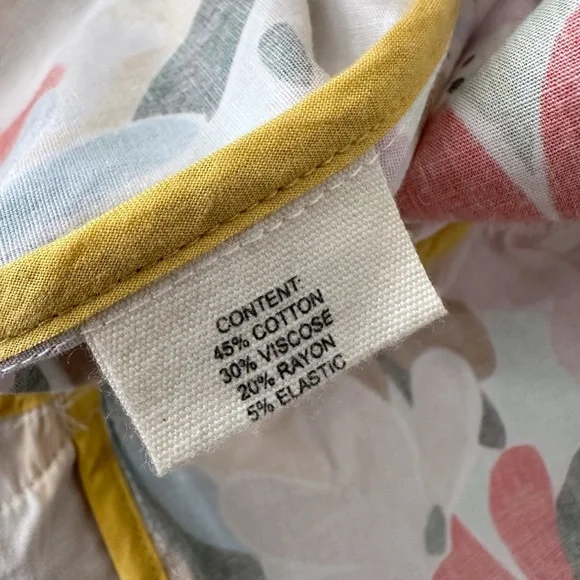 CONTENT:
45% COTTON
30% VISCOSE
20% RAYON
5% ELASTIC